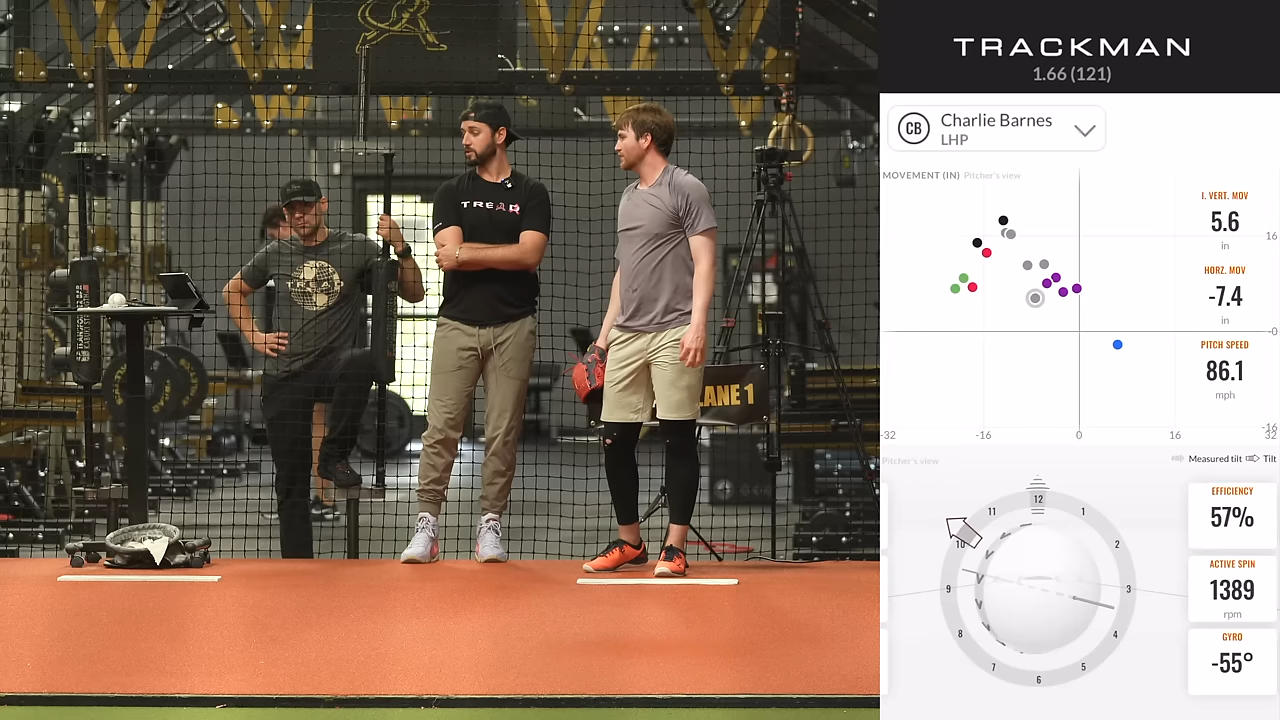 TREAD
LANE 1
TRACKMAN
1.66 (121)
CB
Charlie Barnes
LHP
MOVEMENT (IN) Pitcher's view
I. VERT. MOV
5.6
in
16
HORZ. MOV
-7.4
in
-0
PITCH SPEED
86.1
mph
-16
-32
-16
0
16
32
Pitcher's view
Measured tilt
Tilt
12
1
2
3
4
5
6
7
8
9
10
11
EFFICIENCY
57%
ACTIVE SPIN
1389
rpm
GYRO
-55°